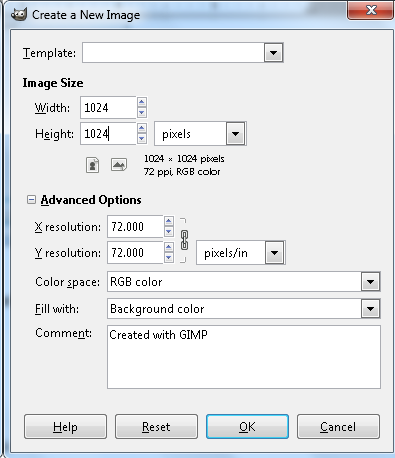 Create a New Image
Template:
Image Size
Width: 1024
Height: 1024 pixels
1024 × 1024 pixels
72 ppi, RGB color
Advanced Options
X resolution: 72.000
Y resolution: 72.000 pixels/in
Color space: RGB color
Fill with: Background color
Comment: Created with GIMP
Help Reset OK Cancel